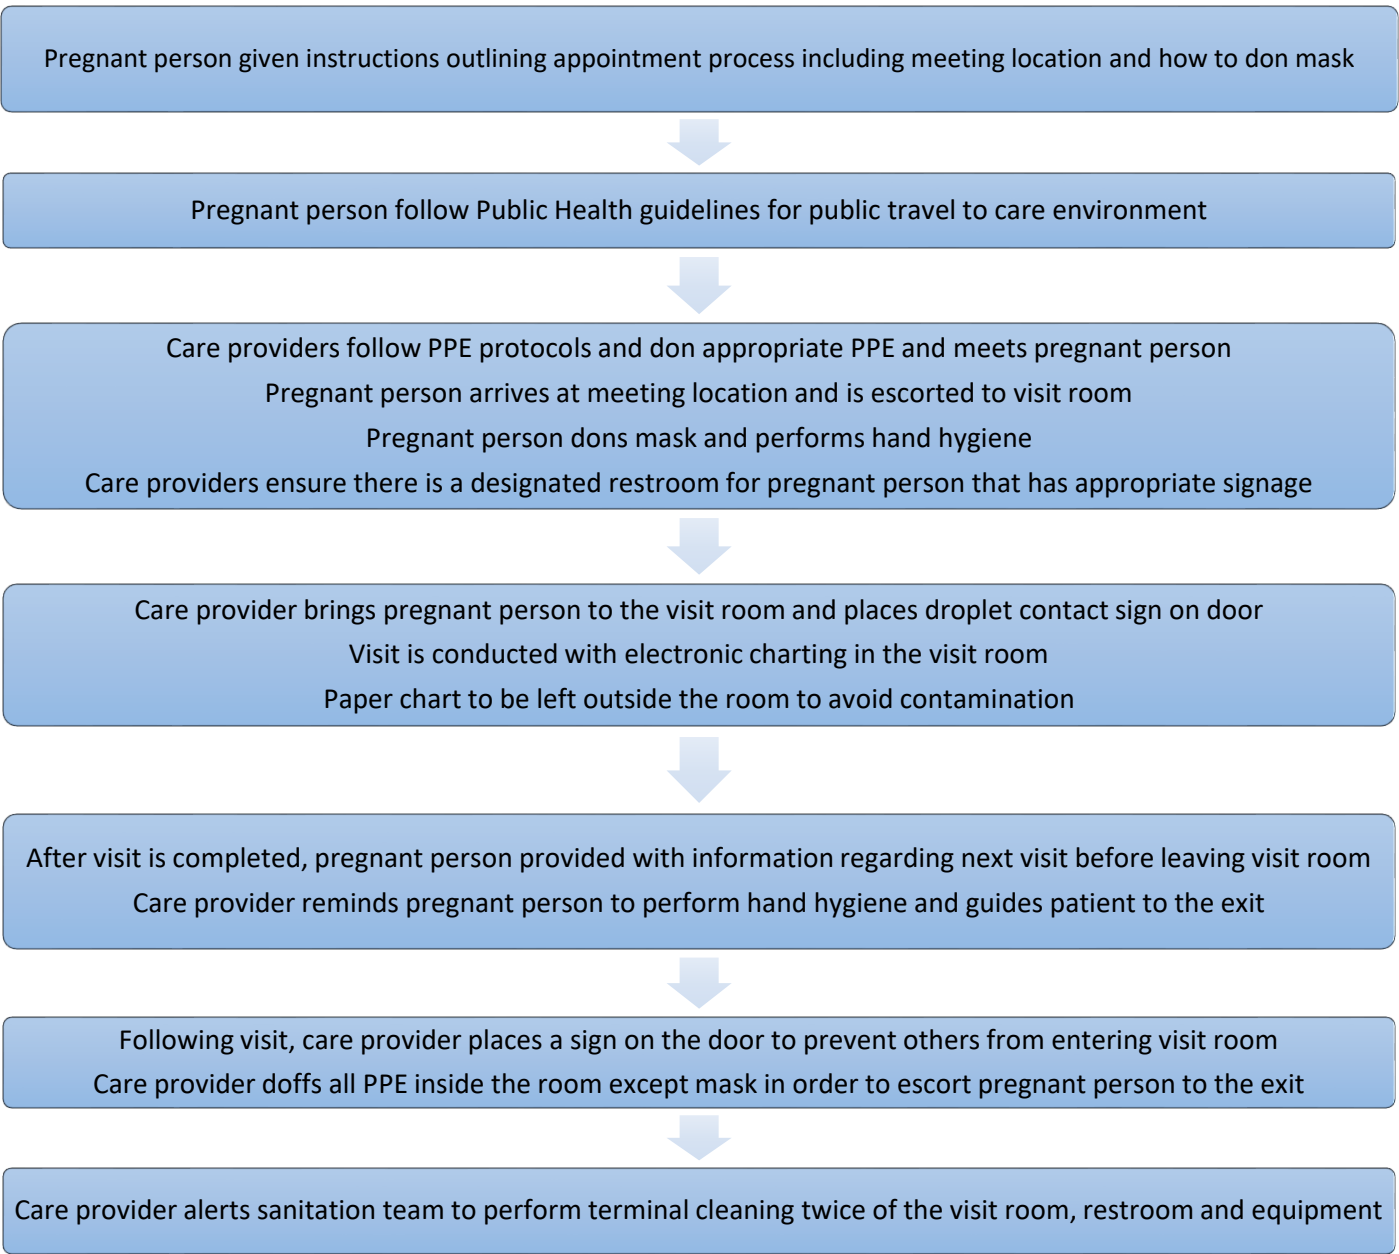 Pregnant person given instructions outlining appointment process including meeting location and how to don mask
Pregnant person follow Public Health guidelines for public travel to care environment
Care providers follow PPE protocols and don appropriate PPE and meets pregnant person
Pregnant person arrives at meeting location and is escorted to visit room
Pregnant person dons mask and performs hand hygiene
Care providers ensure there is a designated restroom for pregnant person that has appropriate signage
Care provider brings pregnant person to the visit room and places droplet contact sign on door
Visit is conducted with electronic charting in the visit room
Paper chart to be left outside the room to avoid contamination
After visit is completed, pregnant person provided with information regarding next visit before leaving visit room
Care provider reminds pregnant person to perform hand hygiene and guides patient to the exit
Following visit, care provider places a sign on the door to prevent others from entering visit room
Care provider doffs all PPE inside the room except mask in order to escort pregnant person to the exit
Care provider alerts sanitation team to perform terminal cleaning twice of the visit room, restroom and equipment